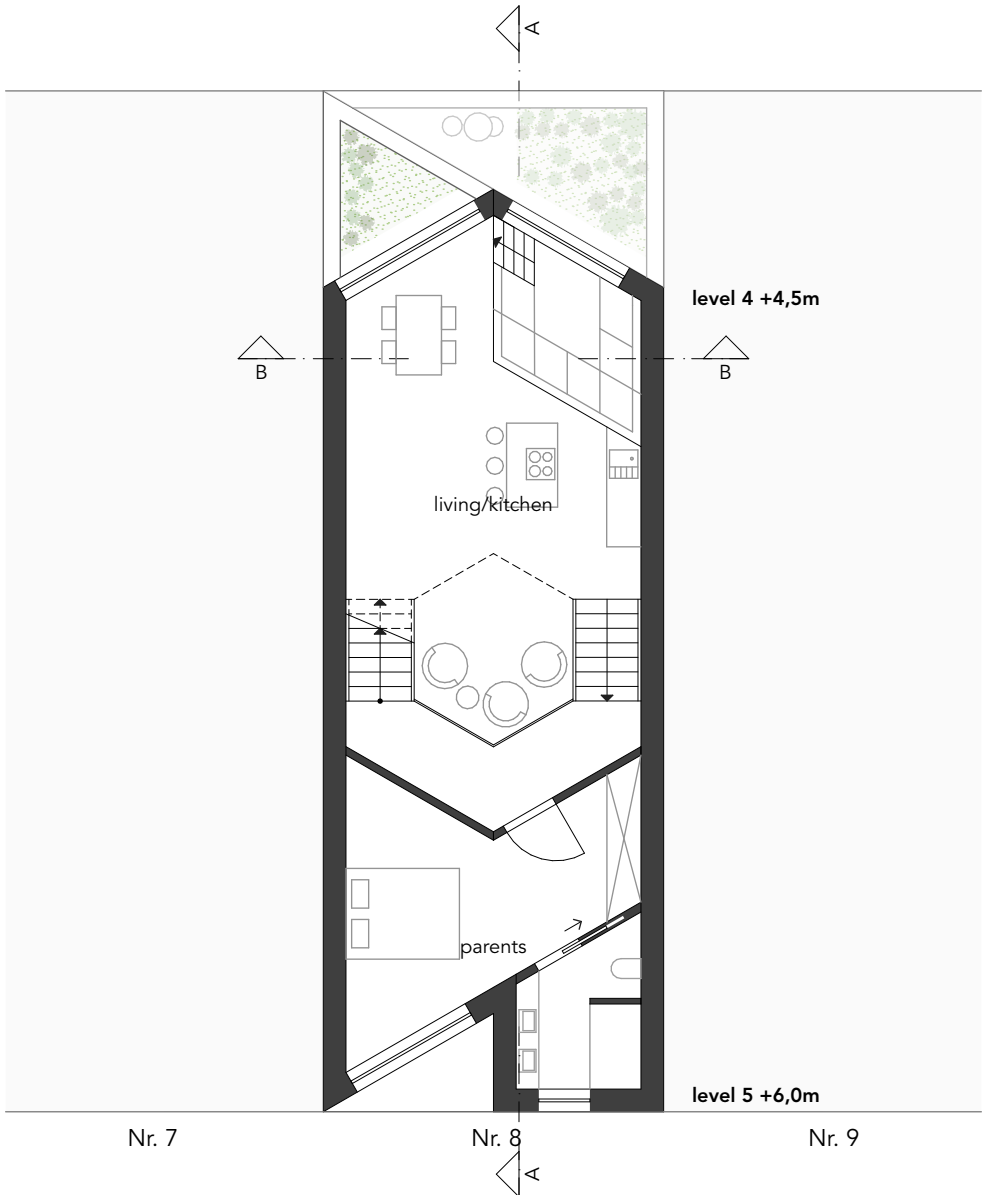 A
level 4 +4,5m
B
B
living/kitchen
parents
level 5 +6,0m
Nr. 7
Nr. 8
Nr. 9
A